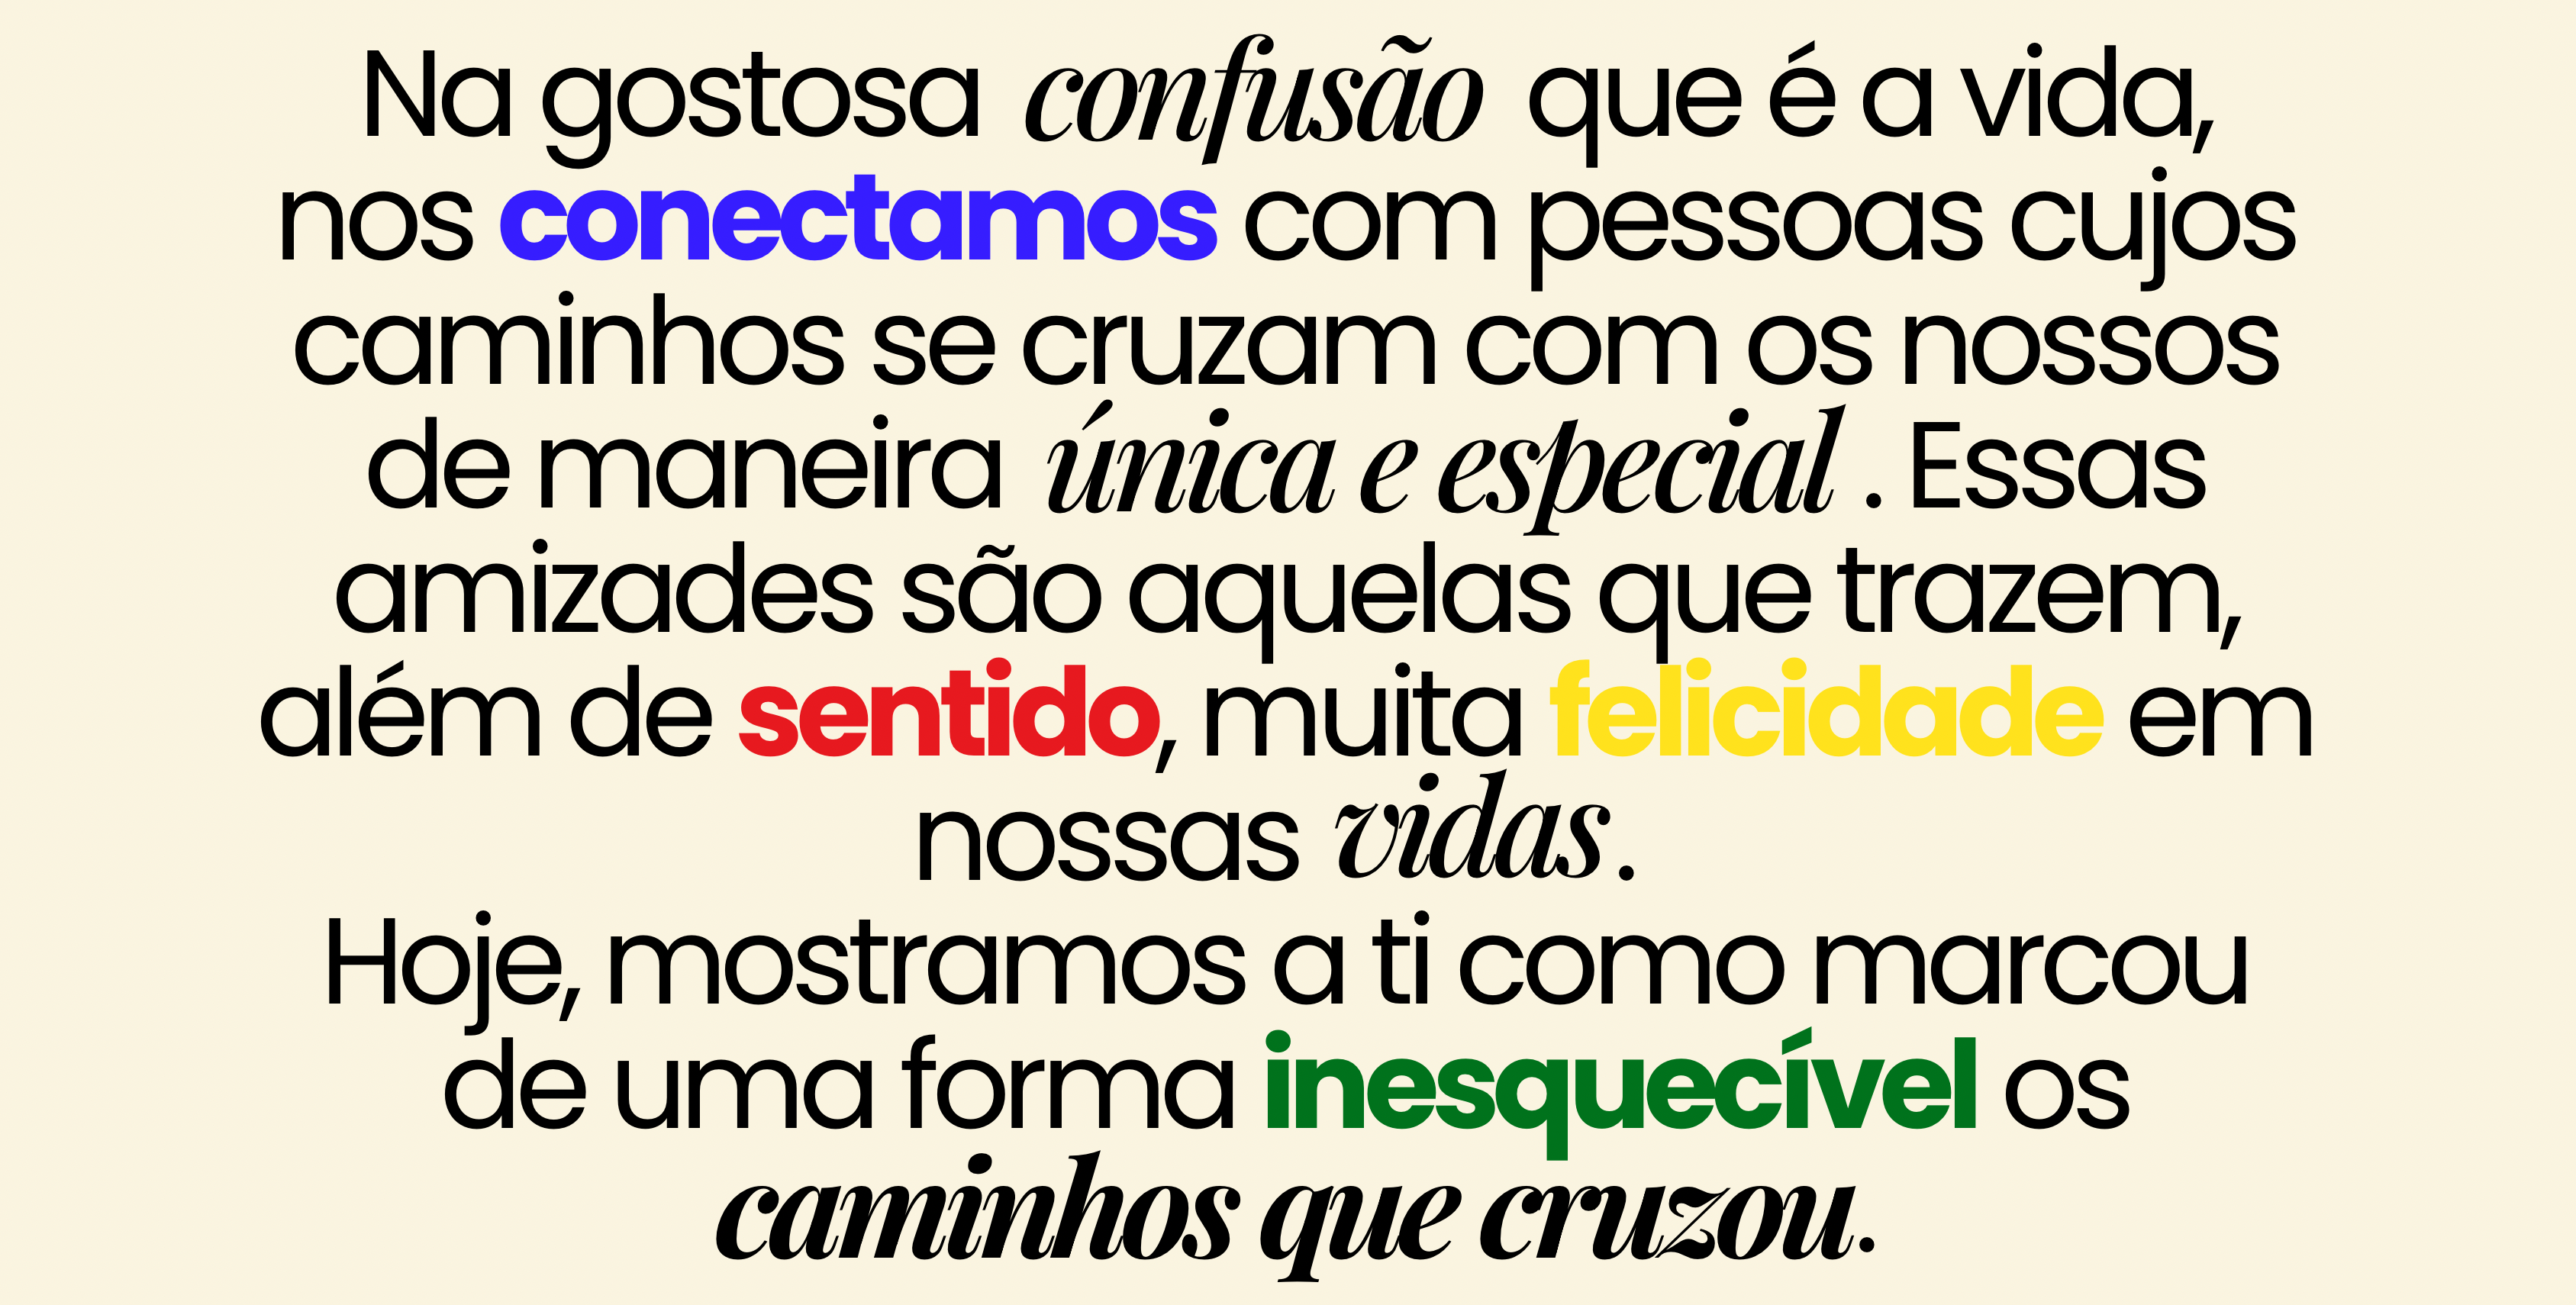 Na gostosa confusão que é a vida,
nos conectamos com pessoas cujos
caminhos se cruzam com os nossos
de maneira única e especial . Essas
amizades são aquelas que trazem,
além de sentido, muita felicidade em
nossas vidas.
Hoje, mostramos a ti como marcou
de uma forma inesquecível os
caminhos que cruzou.